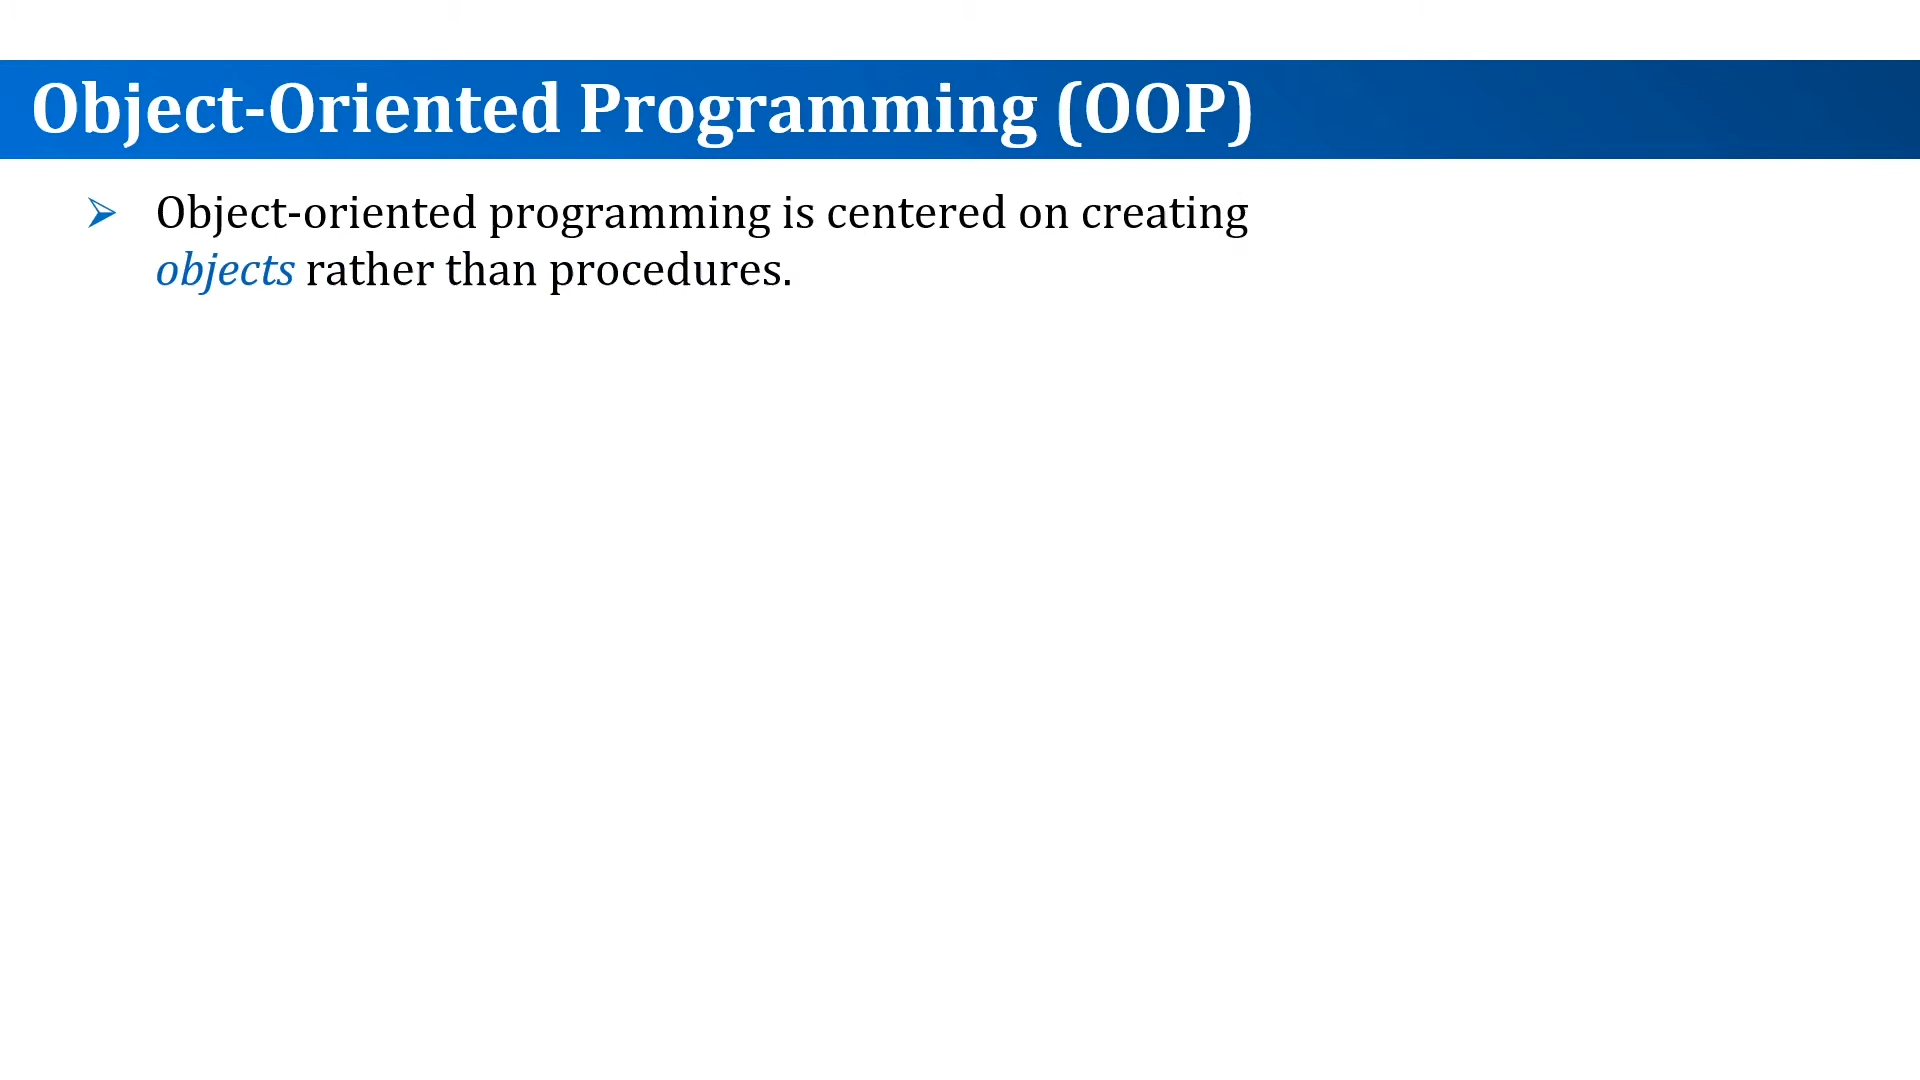 Object-Oriented Programming (OOP)
Object-oriented programming is centered on creating
objects rather than procedures.